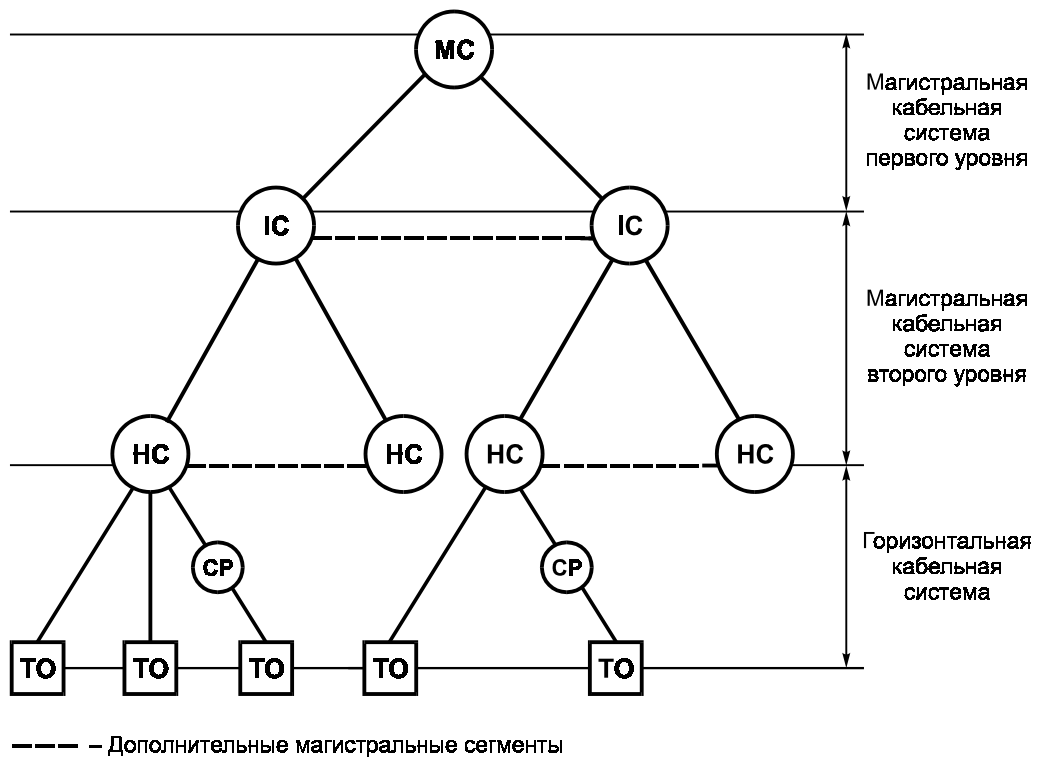 MC
Магистральная
кабельная
система
первого уровня
IC
IC
Магистральная
кабельная
система
второго уровня
HC
HC
HC
HC
CP
CP
Горизонтальная
кабельная
система
TO
TO
TO
TO
TO
– Дополнительные магистральные сегменты